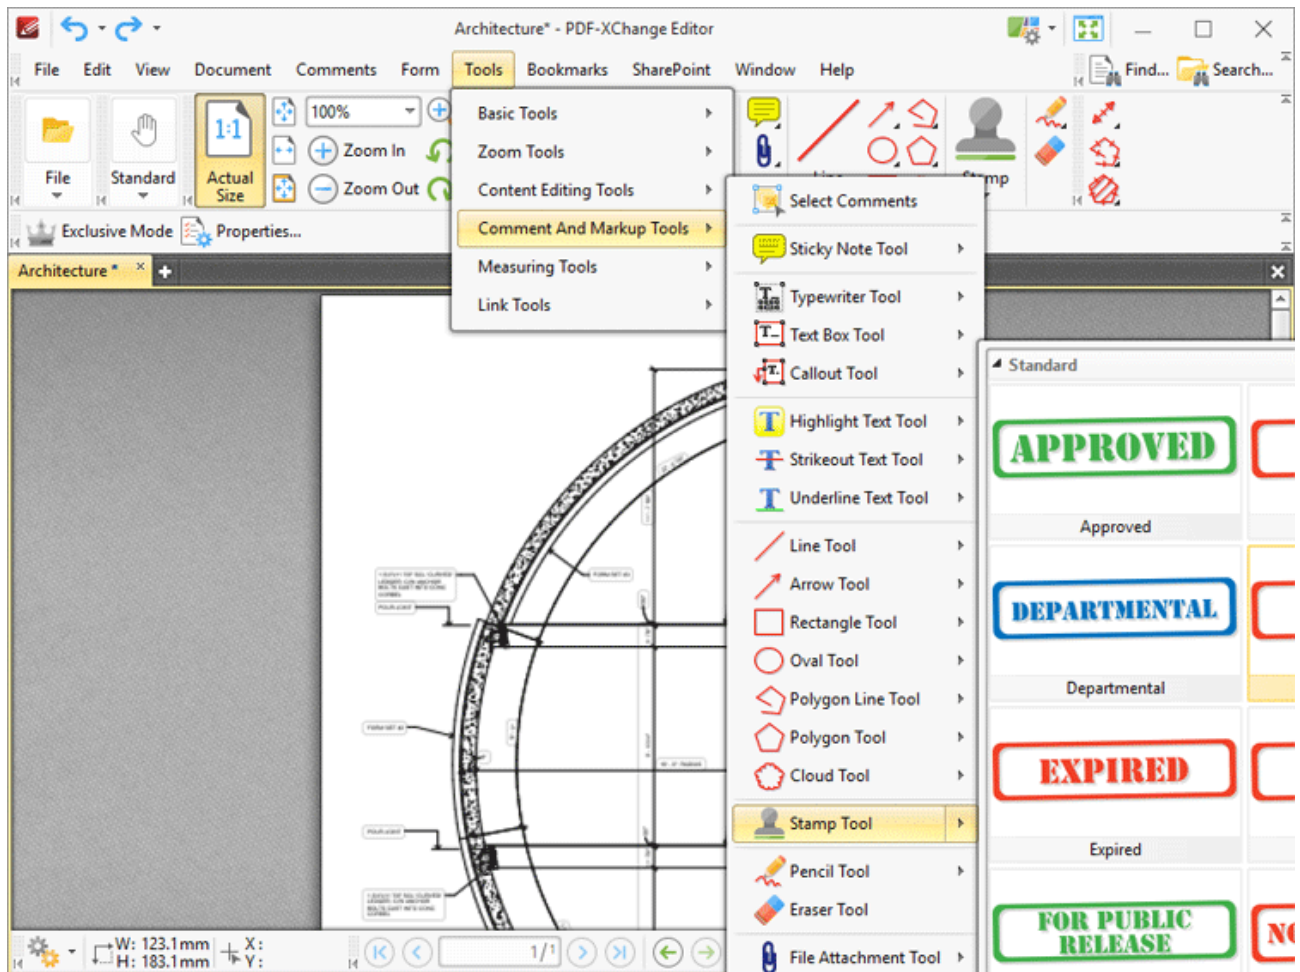 Architecture* - PDF-XChange Editor
File Edit View Document Comments Form Tools Bookmarks SharePoint Window Help
Find... Search...
100%
1:1
Zoom In
Zoom Out
File
Standard
Actual
Size
Stamp
Exclusive Mode
Properties...
Architecture *
Basic Tools
Zoom Tools
Content Editing Tools
Comment And Markup Tools
Measuring Tools
Link Tools
Select Comments
Sticky Note Tool
Typewriter Tool
Text Box Tool
Callout Tool
Highlight Text Tool
Strikeout Text Tool
Underline Text Tool
Line Tool
Arrow Tool
Rectangle Tool
Oval Tool
Polygon Line Tool
Polygon Tool
Cloud Tool
Stamp Tool
Pencil Tool
Eraser Tool
File Attachment Tool
Standard
APPROVED
Approved
DEPARTMENTAL
Departmental
EXPIRED
Expired
FOR PUBLIC
RELEASE
NO
W: 123.1mm
H: 183.1mm
X:
Y:
1/1